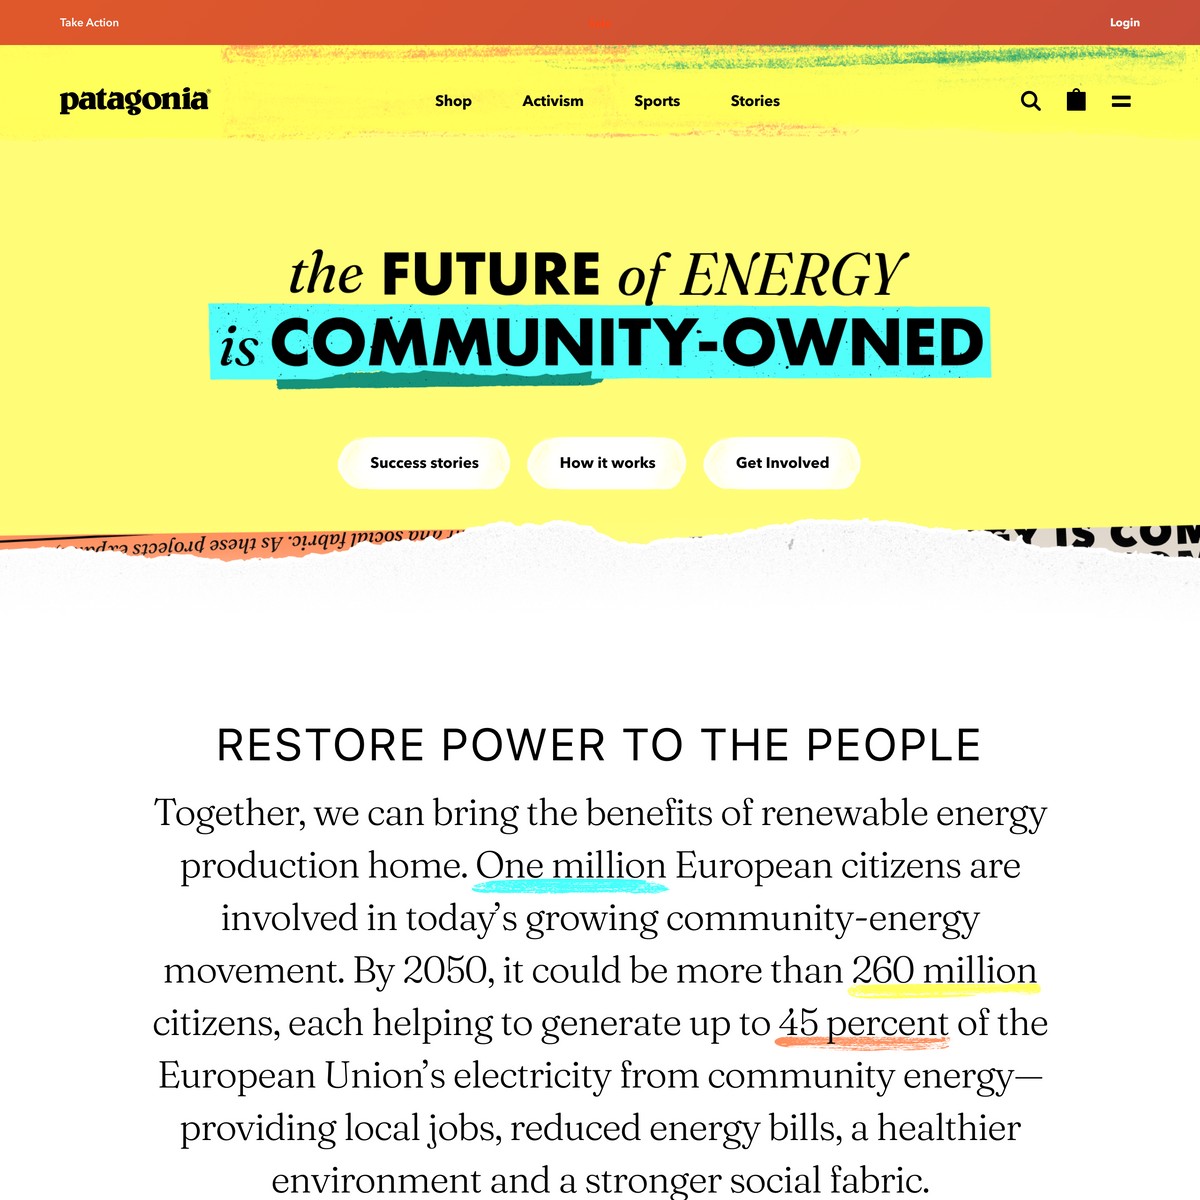 Take Action
Login
patagonia
Shop
Activism
Sports
Stories
the FUTURE of ENERGY
is COMMUNITY-OWNED
Success stories
How it works
Get Involved
and social fabric. As these projects
GY IS COM
RESTORE POWER TO THE PEOPLE
Together, we can bring the benefits of renewable energy
production home. One million European citizens are
involved in today’s growing community-energy
movement. By 2050, it could be more than 260 million
citizens, each helping to generate up to 45 percent of the
European Union’s electricity from community energy—
providing local jobs, reduced energy bills, a healthier
environment and a stronger social fabric.